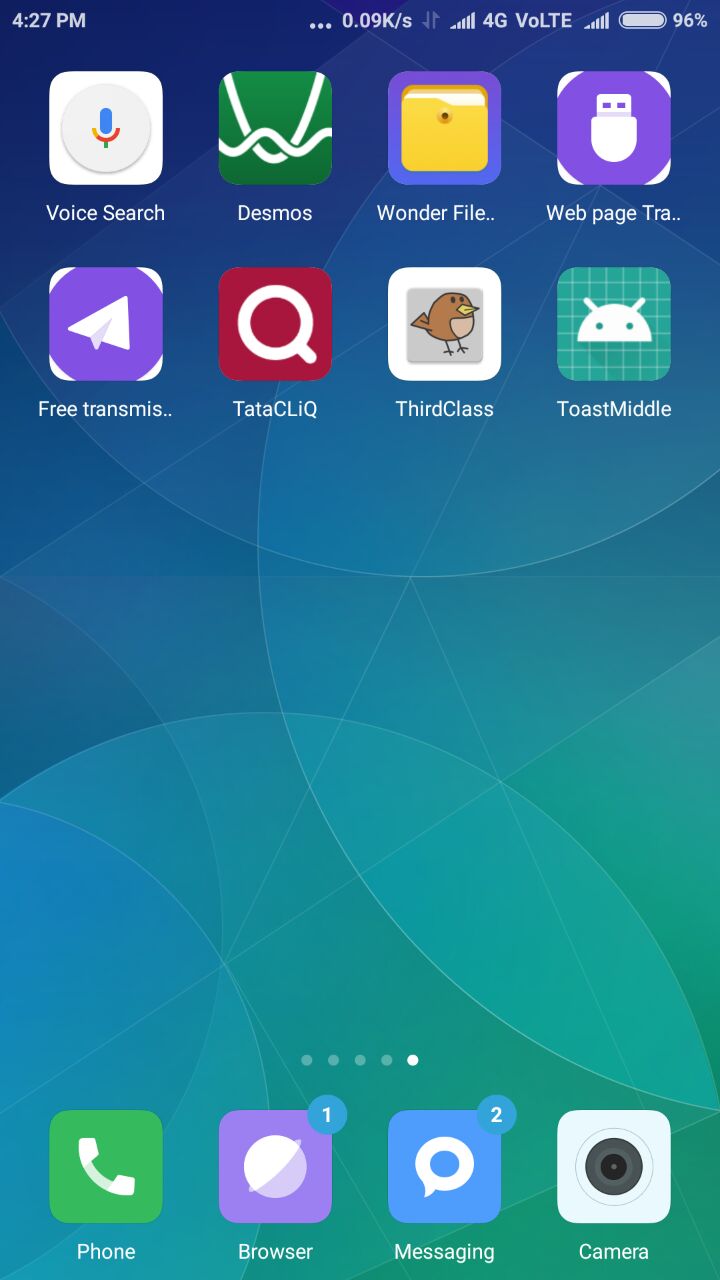 4:27 PM ... 0.09K/s 4G VoLTE 96%
Voice Search Desmos Wonder File.. Web page Tra..
Free transmis.. TataCLiQ ThirdClass ToastMiddle
1 2
Phone Browser Messaging Camera